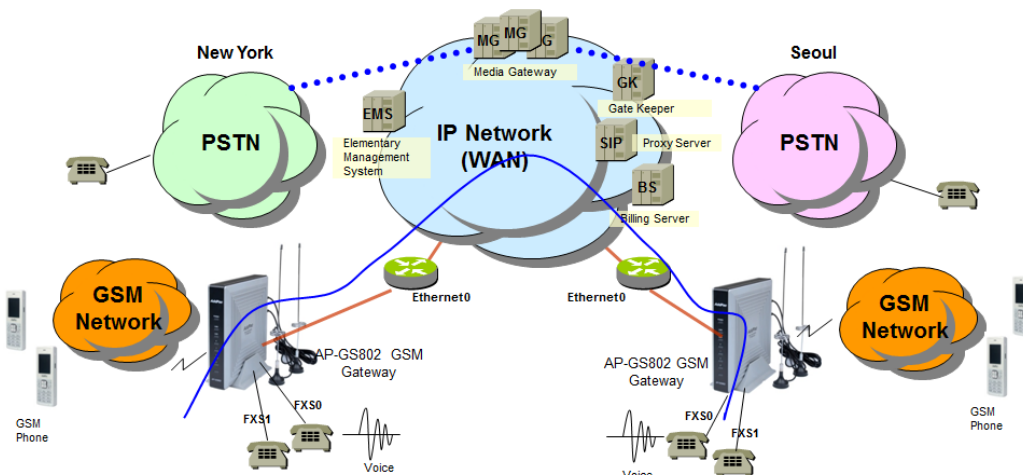 New York
Seoul
MG
MG
G
Media Gateway
GK
Gate Keeper
EMS
Elementary
Management
System
PSTN
IP Network
(WAN)
SIP
Proxy Server
PSTN
BS
Billing Server
Ethernet0
Ethernet0
GSM
Network
GSM
Network
AP-GS802 GSM
Gateway
AP-GS802 GSM
Gateway
FXS1
FXS0
FXS0
FXS1
GSM
Phone
GSM
Phone
Voice
Voice